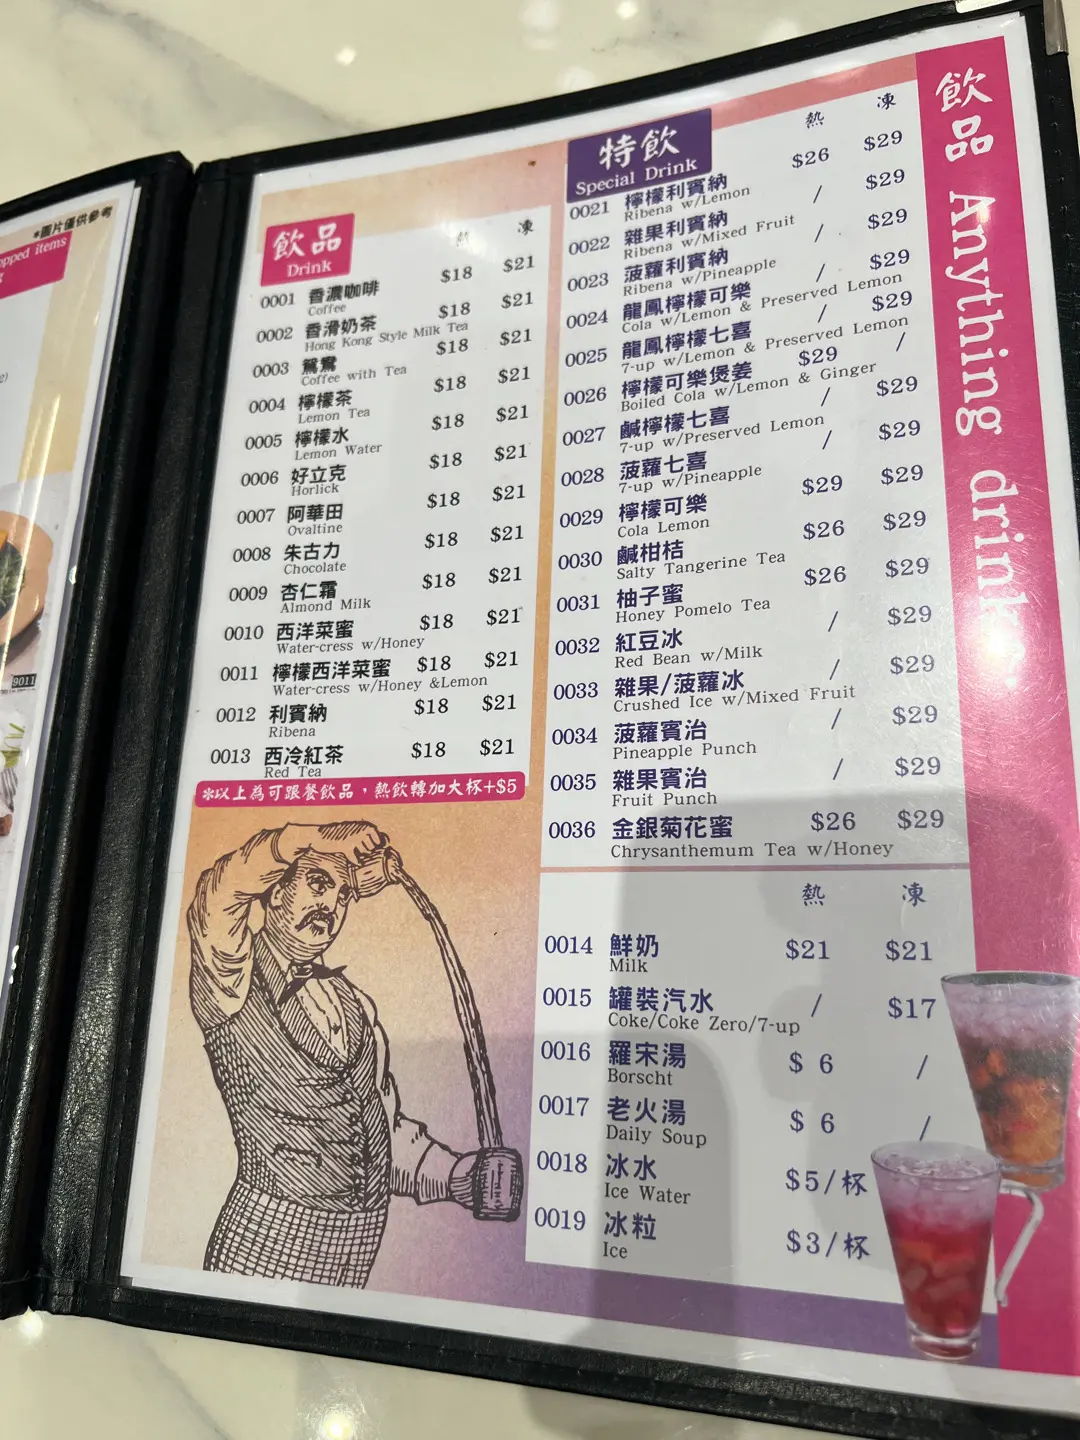 *圖片僅供參考
opped items
9011
飲品
Drink
熱 凍
0001 香濃咖啡 $18 $21
Coffee
0002 香滑奶茶 $18 $21
Hong Kong Style Milk Tea
0003 鴛鴦 $18 $21
Coffee with Tea
0004 檸檬茶 $18 $21
Lemon Tea
0005 檸檬水 $18 $21
Lemon Water
0006 好立克 $18 $21
Horlick
0007 阿華田 $18 $21
Ovaltine
0008 朱古力 $18 $21
Chocolate
0009 杏仁霜 $18 $21
Almond Milk
0010 西洋菜蜜 $18 $21
Water-cress w/Honey
0011 檸檬西洋菜蜜 $18 $21
Water-cress w/Honey &Lemon
0012 利賓納 $18 $21
Ribena
0013 西冷紅茶 $18 $21
Red Tea
*以上為可跟餐飲品，熱飲轉加大杯+$5
特飲
Special Drink
熱 凍
0021 檸檬利賓納 $26 $29
Ribena w/Lemon
0022 雜果利賓納 / $29
Ribena w/Mixed Fruit
0023 菠蘿利賓納 / $29
Ribena w/Pineapple
0024 龍鳳檸檬可樂 / $29
Cola w/Lemon & Preserved Lemon
0025 龍鳳檸檬七喜 / $29
7-up w/Lemon & Preserved Lemon
0026 檸檬可樂煲姜 $29 /
Boiled Cola w/Lemon & Ginger
0027 鹹檸檬七喜 / $29
7-up w/Preserved Lemon
0028 菠蘿七喜 / $29
7-up w/Pineapple
0029 檸檬可樂 $29 $29
Cola Lemon
0030 鹹柑桔 $26 $29
Salty Tangerine Tea
0031 柚子蜜 $26 $29
Honey Pomelo Tea
0032 紅豆冰 / $29
Red Bean w/Milk
0033 雜果/菠蘿冰 / $29
Crushed Ice w/Mixed Fruit
0034 菠蘿賓治 / $29
Pineapple Punch
0035 雜果賓治 / $29
Fruit Punch
0036 金銀菊花蜜 $26 $29
Chrysanthemum Tea w/Honey
熱 凍
0014 鮮奶 $21 $21
Milk
0015 罐裝汽水 / $17
Coke/Coke Zero/7-up
0016 羅宋湯 $ 6 /
Borscht
0017 老火湯 $ 6 /
Daily Soup
0018 冰水 $5/杯
Ice Water
0019 冰粒 $3/杯
Ice
飲品 Anything drink